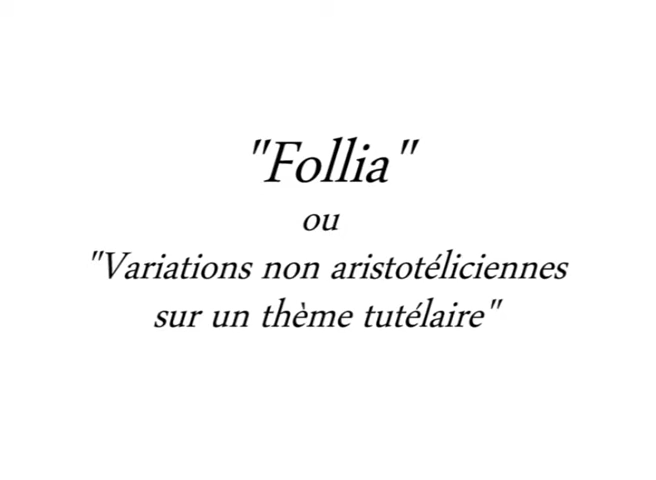 "Follia"
ou
"Variations non aristotéliciennes
sur un thème tutélaire"